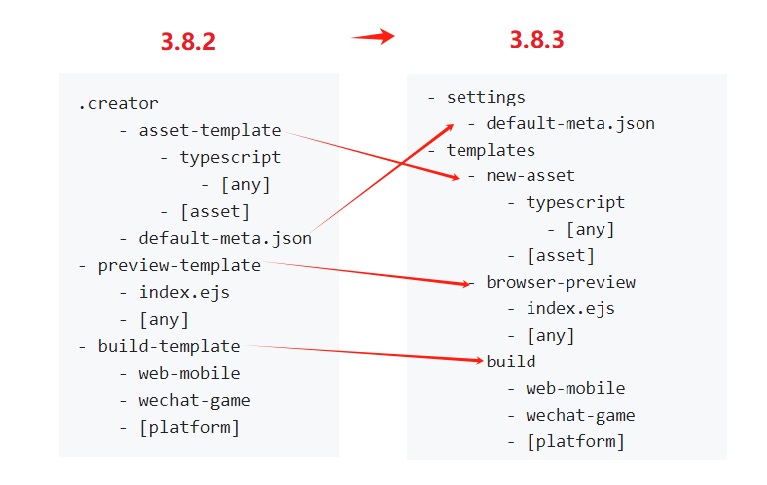 3.8.2
3.8.3
.creator
- asset-template
- typescript
- [any]
- [asset]
- default-meta.json
- preview-template
- index.ejs
- [any]
- build-template
- web-mobile
- wechat-game
- [platform]
- settings
- default-meta.json
- templates
- new-asset
- typescript
- [any]
- [asset]
- browser-preview
- index.ejs
- [any]
build
- web-mobile
- wechat-game
- [platform]